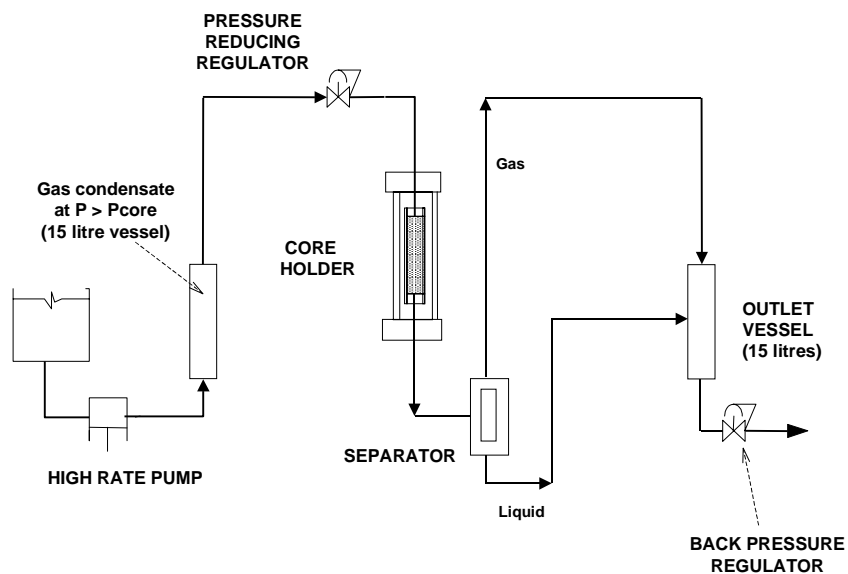 PRESSURE
REDUCING
REGULATOR
Gas condensate
at P > Pcore
(15 litre vessel)
CORE
HOLDER
Gas
OUTLET
VESSEL
(15 litres)
SEPARATOR
HIGH RATE PUMP
Liquid
BACK PRESSURE
REGULATOR